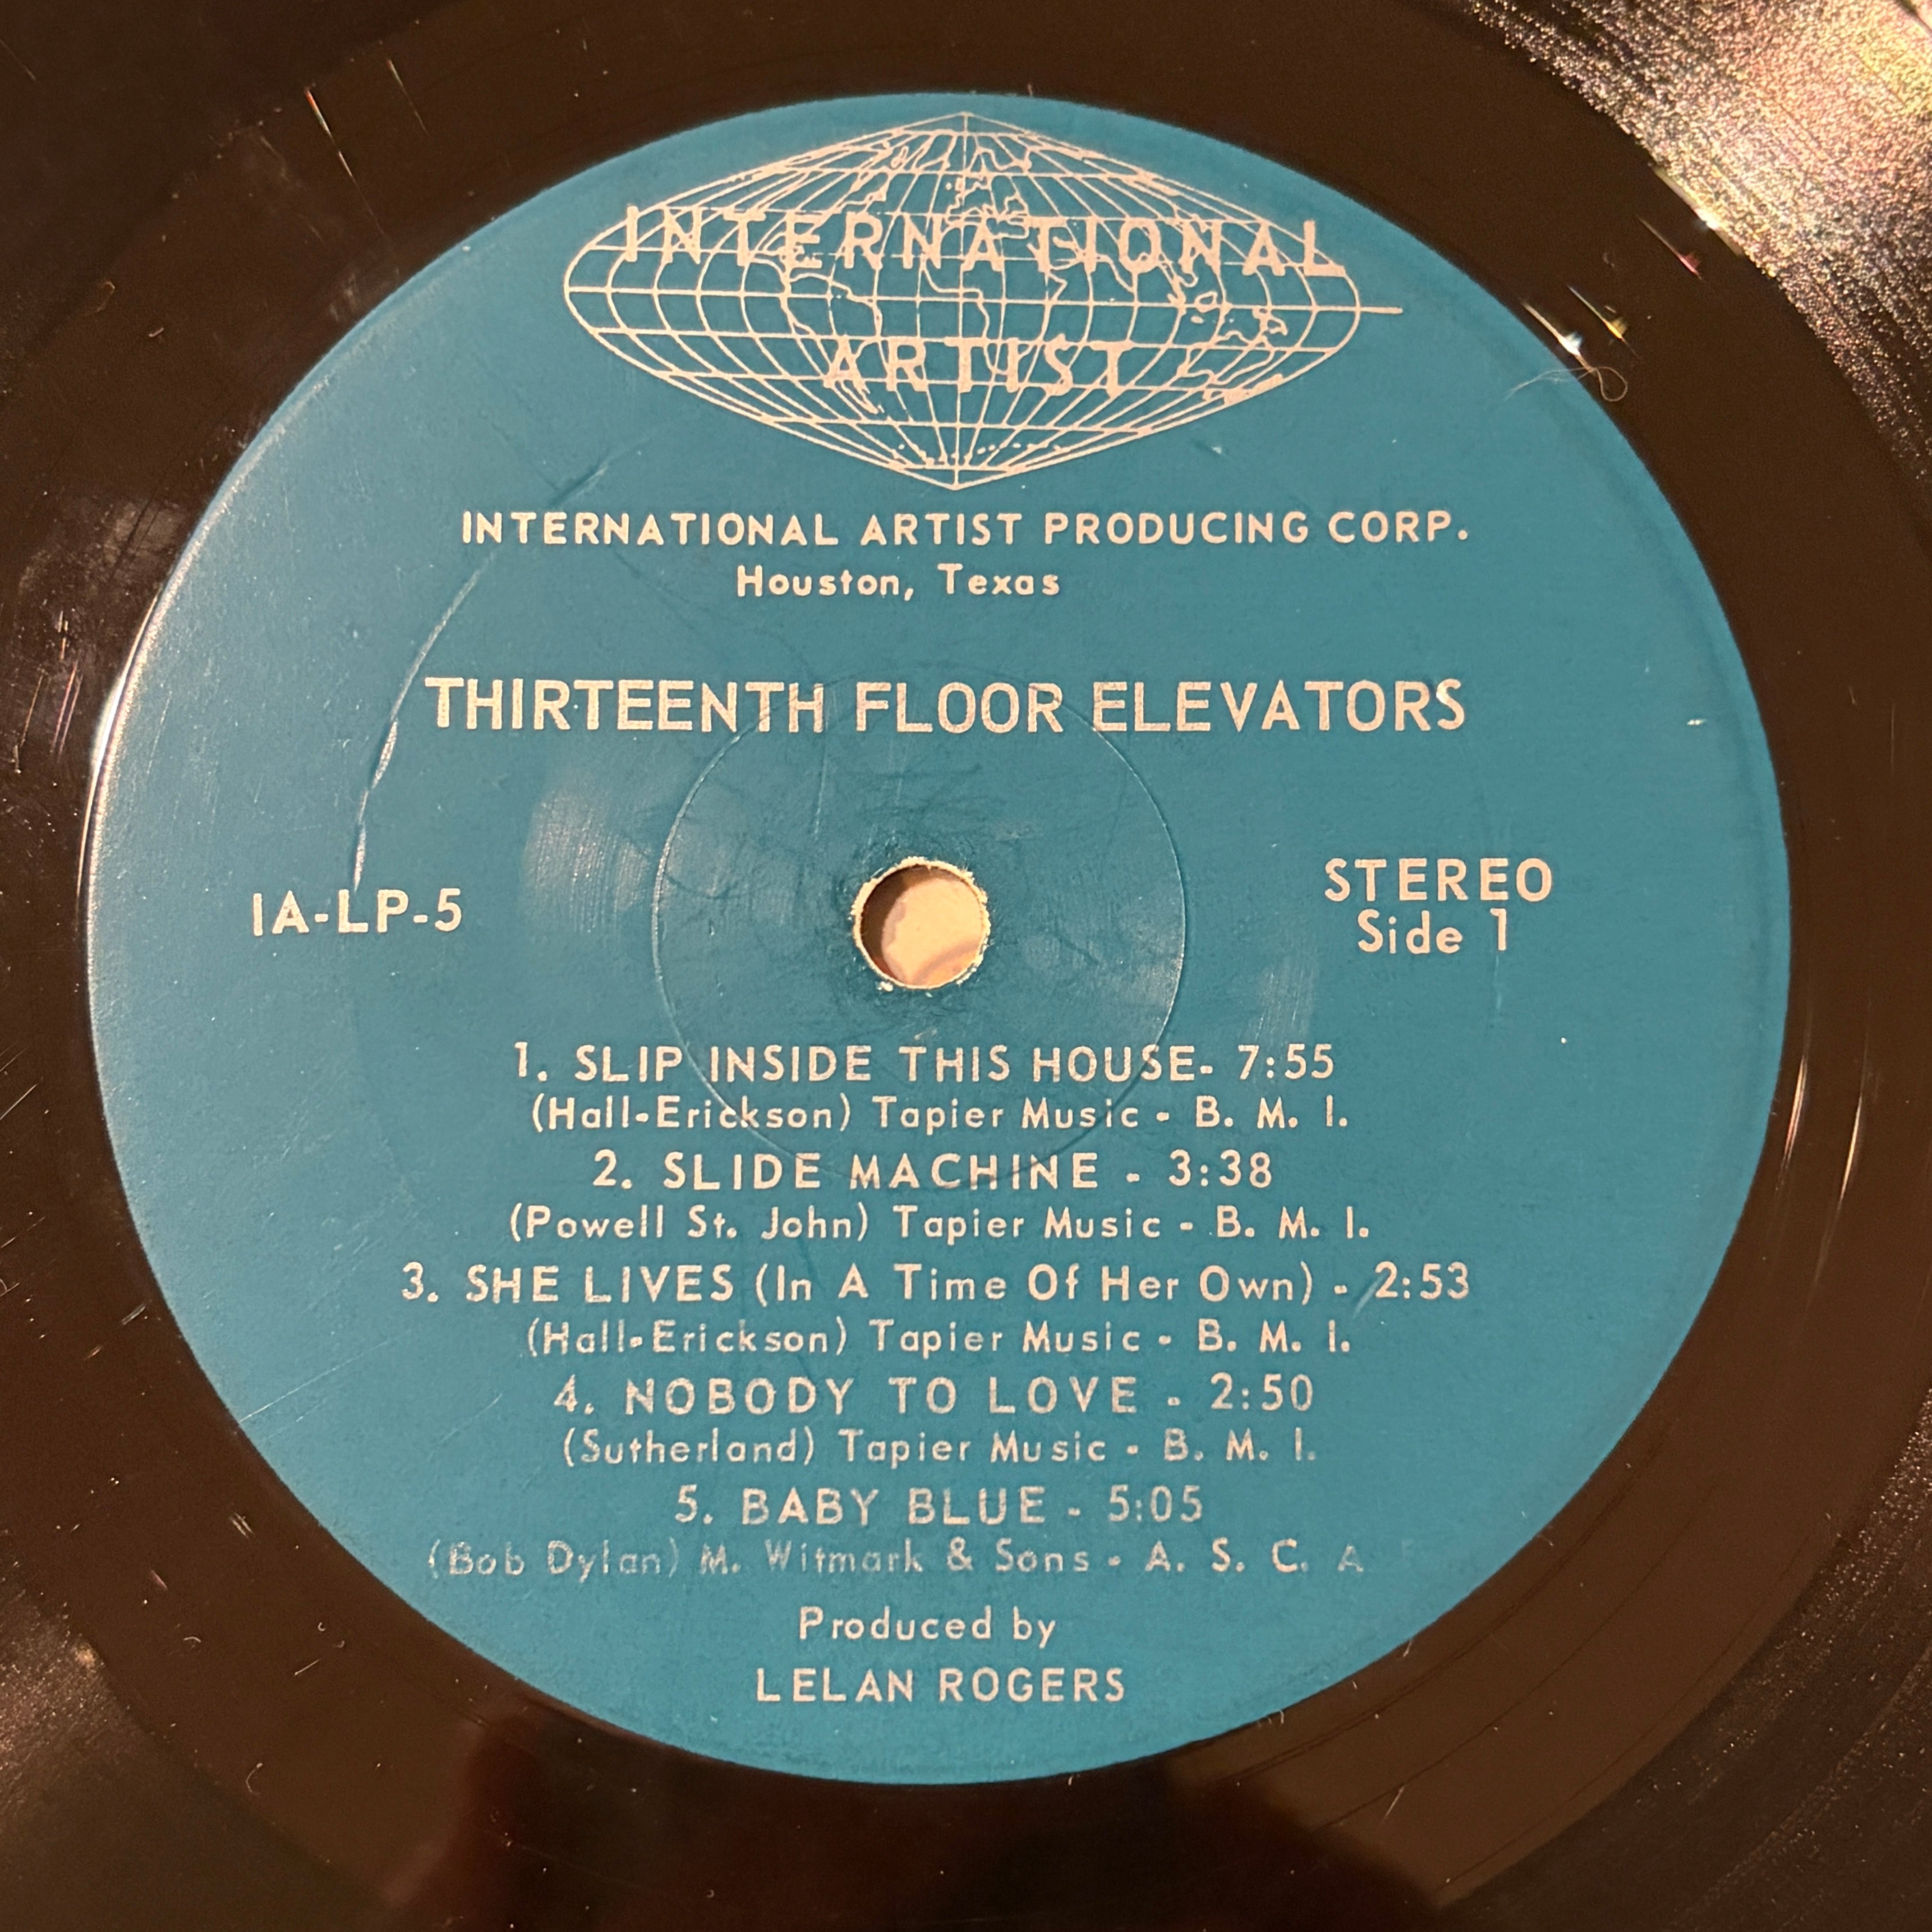 INTERNATIONAL
ARTIST
INTERNATIONAL ARTIST PRODUCING CORP.
Houston, Texas
THIRTEENTH FLOOR ELEVATORS
IA-LP-5
STEREO
Side 1
1. SLIP INSIDE THIS HOUSE- 7:55
(Hall-Erickson) Tapier Music - B. M. I.
2. SLIDE MACHINE - 3:38
(Powell St. John) Tapier Music - B. M. I.
3. SHE LIVES (In A Time Of Her Own) - 2:53
(Hall-Erickson) Tapier Music - B. M. I.
4. NOBODY TO LOVE - 2:50
(Sutherland) Tapier Music - B. M. I.
5. BABY BLUE - 5:05
(Bob Dylan) M. Witmark & Sons - A. S. C. A
Produced by
LELAN ROGERS